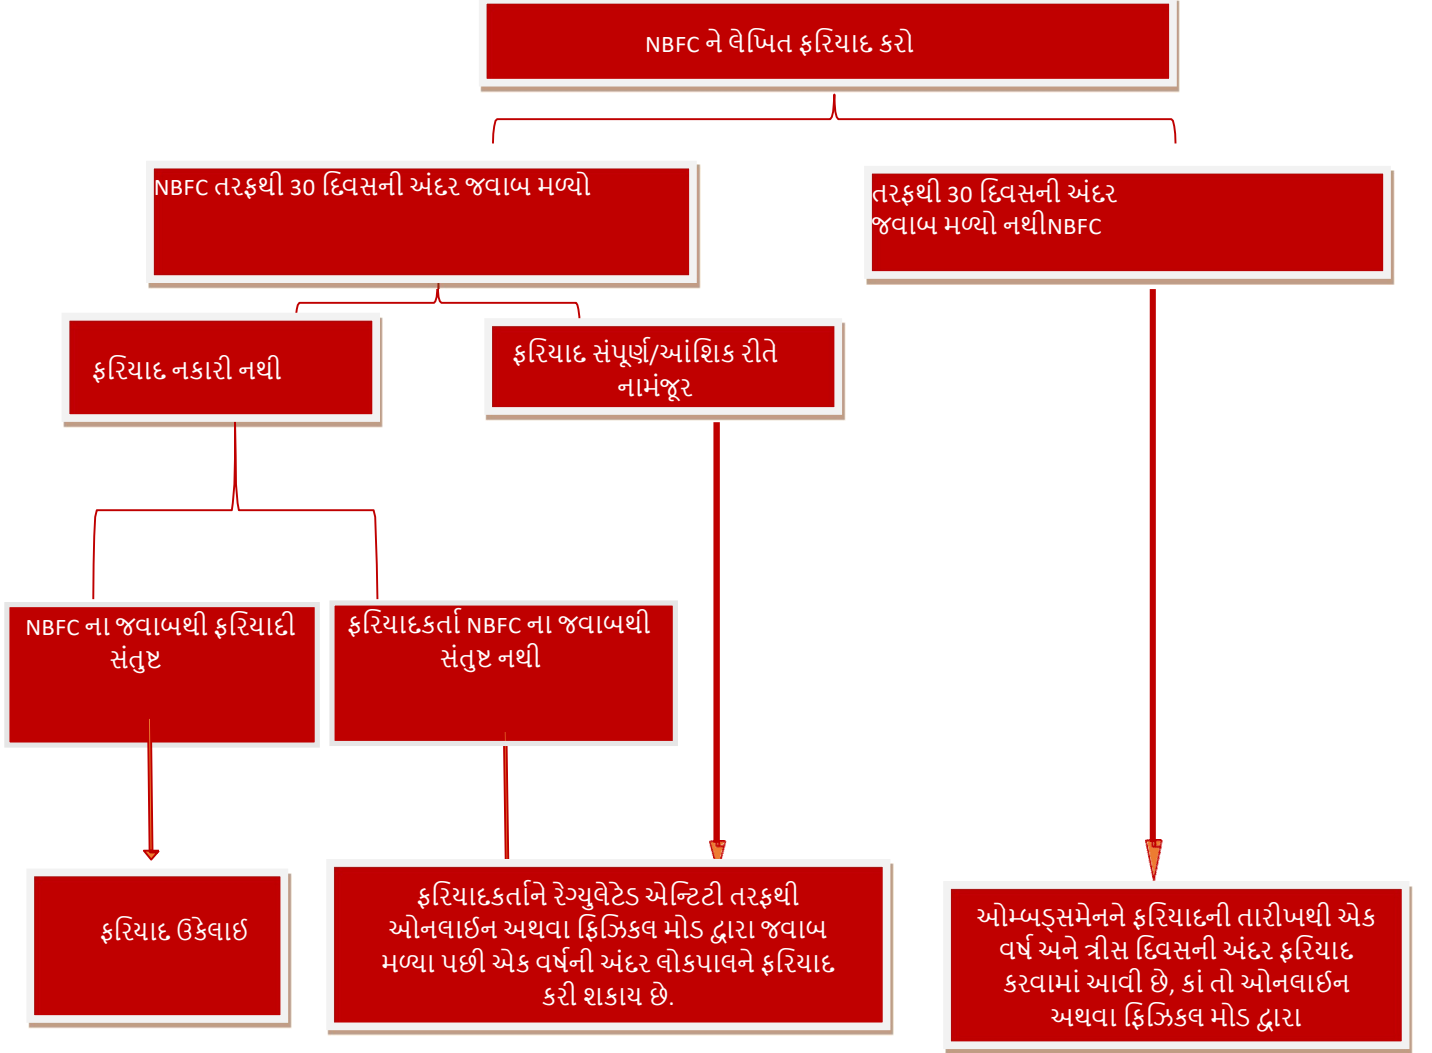 NBFC ને લેખિત ફરિયાદ કરો
NBFC તરફથી 30 દિવસની અંદર જવાબ મળ્યો
તરફથી 30 દિવસની અંદર
જવાબ મળ્યો નથીNBFC
ફરિયાદ નકારી નથી
ફરિયાદ સંપૂર્ણ/આંશિક રીતે
નામંજૂર
NBFC ના જવાબથી ફરિયાદી
સંતુષ્ટ
ફરિયાદકર્તા NBFC ના જવાબથી
સંતુષ્ટ નથી
ફરિયાદ ઉકેલાઈ
ફરિયાદકર્તાને રેગ્યુલેટેડ એન્ટિટી તરફથી
ઓનલાઈન અથવા ફિઝિકલ મોડ દ્વારા જવાબ
મળ્યા પછી એક વર્ષની અંદર લોકપાલને ફરિયાદ
કરી શકાય છે.
ઓમ્બડ્સમેનને ફરિયાદની તારીખથી એક
વર્ષ અને ત્રીસ દિવસની અંદર ફરિયાદ
કરવામાં આવી છે, કાં તો ઓનલાઈન
અથવા ફિઝિકલ મોડ દ્વારા